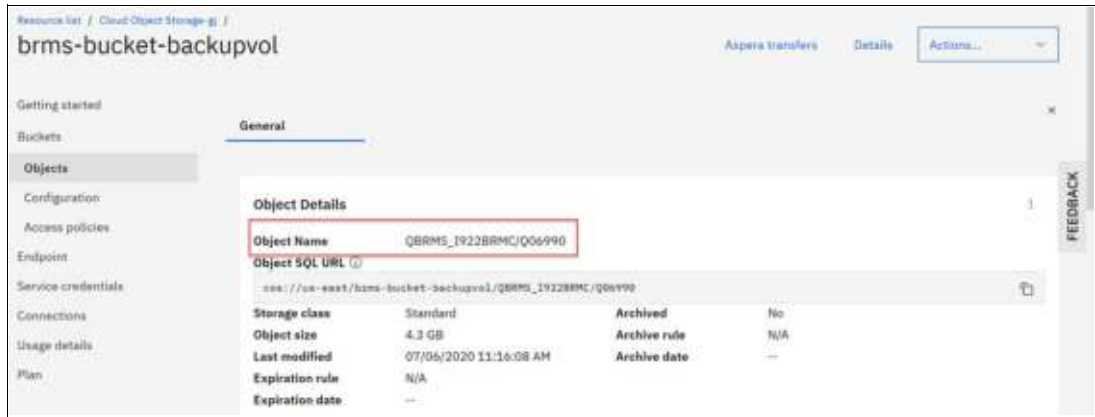 Resource list / Cloud Object Storage-gj /
brms-bucket-backupvol
Aspera transfers Details Actions...
Getting started
Buckets
Objects
Configuration
Access policies
Endpoint
Service credentials
Connections
Usage details
Plan
General
Object Details
Object Name QBRMS_I922BRMC/Q06990
Object SQL URL
cos://us-east/brms-bucket-backupvol/QBRMS_I922BRMC/Q06990
Storage class Standard Archived No
Object size 4.3 GB Archive rule N/A
Last modified 07/06/2020 11:16:08 AM Archive date --
Expiration rule N/A
Expiration date --
FEEDBACK